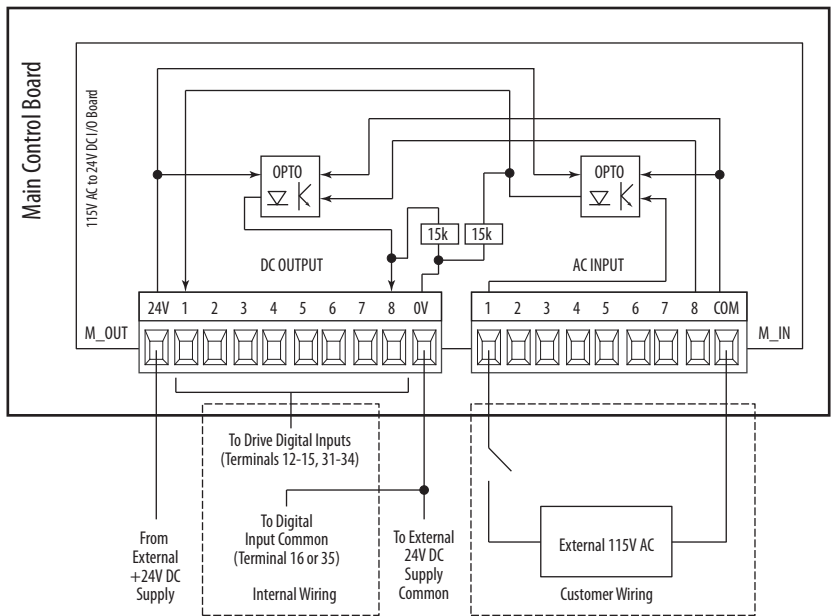 Main Control Board
115V AC to 24V DC I/O Board
OPTO
OPTO
15k
15k
DC OUTPUT
AC INPUT
24V 1 2 3 4 5 6 7 8 0V
1 2 3 4 5 6 7 8 COM
M_OUT
M_IN
To Drive Digital Inputs
(Terminals 12-15, 31-34)
From
External
+24V DC
Supply
To Digital
Input Common
(Terminal 16 or 35)
Internal Wiring
To External
24V DC
Supply
Common
External 115V AC
Customer Wiring